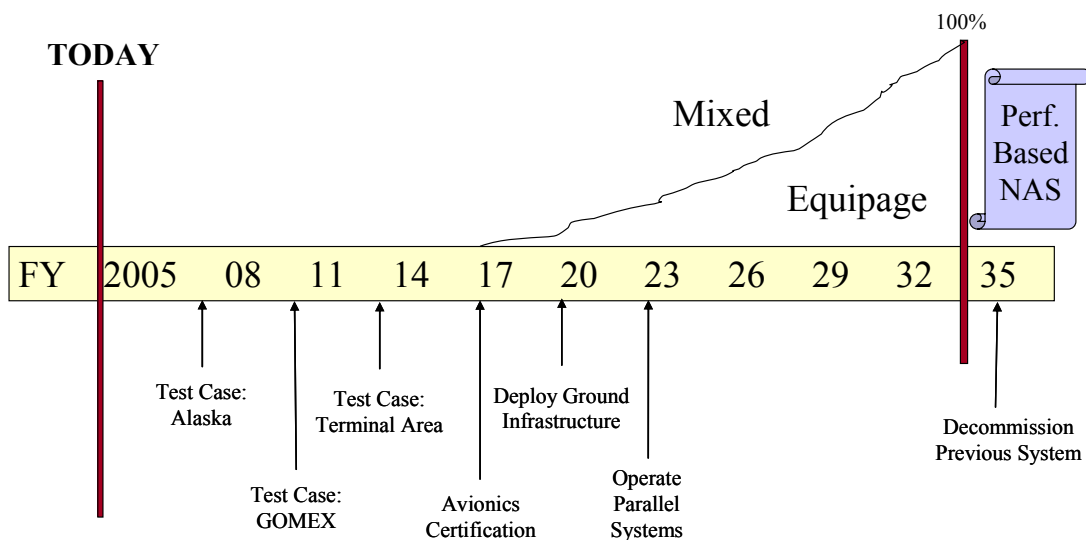 100%
TODAY
Mixed
Equipage
Perf.
Based
NAS
FY 2005 08 11 14 17 20 23 26 29 32 35
Test Case:
Alaska
Test Case:
GOMEX
Test Case:
Terminal Area
Avionics
Certification
Deploy Ground
Infrastructure
Operate
Parallel
Systems
Decommission
Previous System